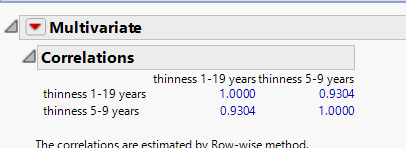 Multivariate
Correlations
thinness 1-19 years thinness 5-9 years
thinness 1-19 years 1.0000 0.9304
thinness 5-9 years 0.9304 1.0000
The correlations are estimated by Row-wise method.